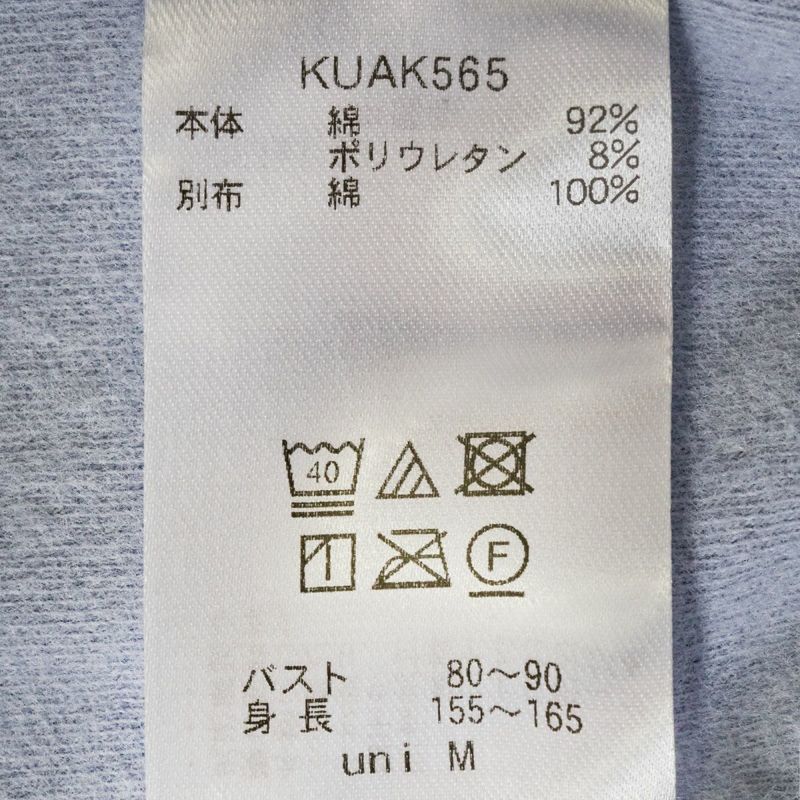 KUAK565
本体 綿 92%
ポリウレタン 8%
別布 綿 100%
40
F
バスト 80〜90
身長 155〜165
uni M